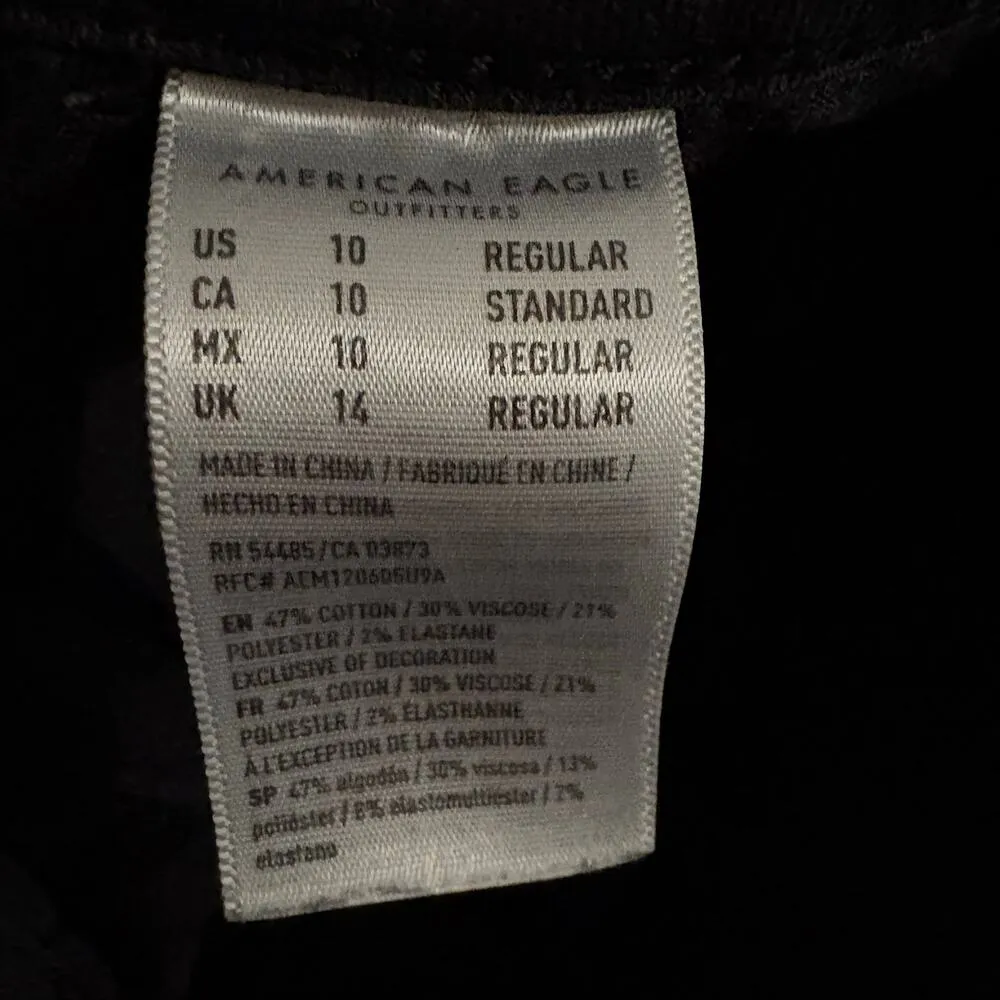 AMERICAN EAGLE
OUTFITTERS
US 10 REGULAR
CA 10 STANDARD
MX 10 REGULAR
UK 14 REGULAR
MADE IN CHINA / FABRIQUÉ EN CHINE /
HECHO EN CHINA
RN 54485/CA 03873
RFC# AEM120605U9A
EN 47% COTTON / 30% VISCOSE / 21%
POLYESTER / 2% ELASTANE
EXCLUSIVE OF DECORATION
FR 47% COTON / 30% VISCOSE / 21%
POLYESTER / 2% ÉLASTHANNE
À L'EXCEPTION DE LA GARNITURE
SP 47% algodón / 30% viscosa / 13%
poliéster / 8% elastomultiester / 2%
elastano